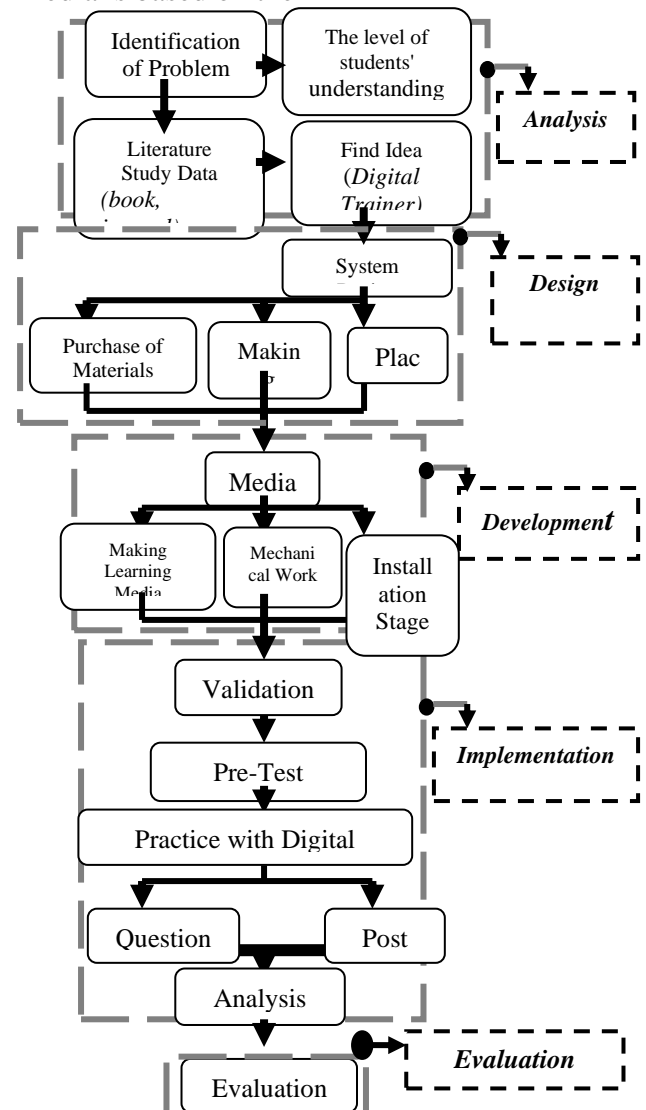 Identification
of Problem
The level of
students'
understanding
Analysis
Literature
Study Data
(book,
Find Idea
(Digital
Trainer)
System
Design
Purchase of
Materials
Makin
Plac
Media
Making
Learning
Media
Mechani
cal Work
Install
ation
Stage
Development
Validation
Pre-Test
Implementation
Practice with Digital
Question
Post
Analysis
Evaluation
Evaluation